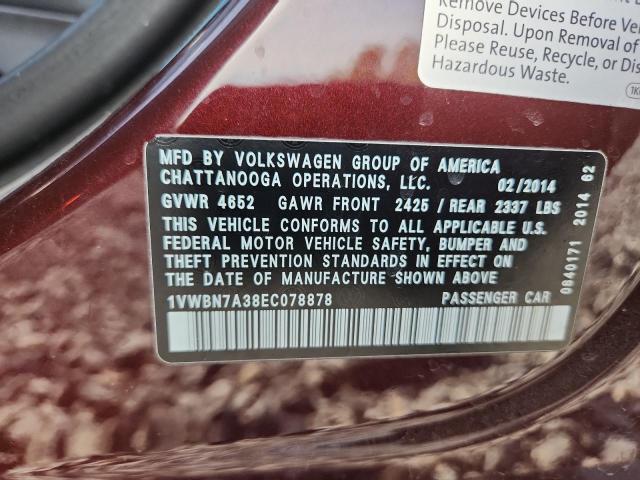 Remove Devices Before Veh
Disposal. Upon Removal of
Please Reuse, Recycle, or Dis
Hazardous Waste.
MFD BY VOLKSWAGEN GROUP OF AMERICA
CHATTANOOGA OPERATIONS, LLC. 02/2014
GVWR 4652 GAWR FRONT 2425/REAR 2337 LBS
THIS VEHICLE CONFORMS TO ALL APPLICABLE U.S.
FEDERAL MOTOR VEHICLE SAFETY, BUMPER AND
THEFT PREVENTION STANDARDS IN EFFECT ON
THE DATE OF MANUFACTURE SHOWN ABOVE
1VWBN7A38EC078878 PASSENGER CAR
0840171 2014 02